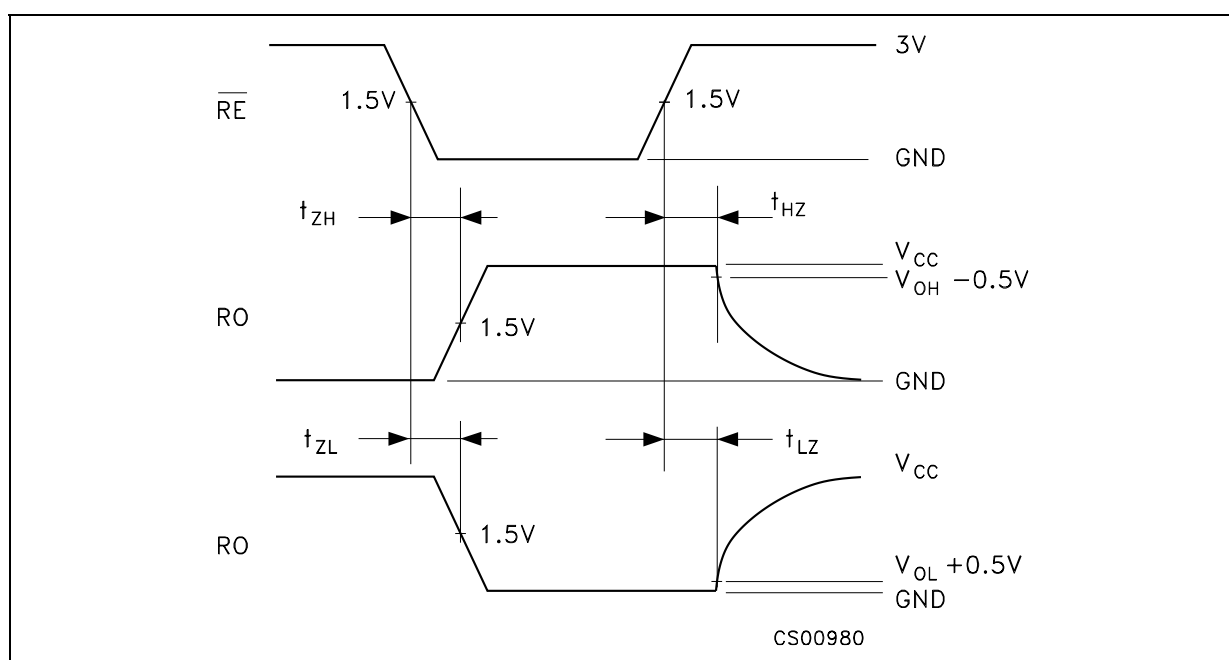 3V
1.5V
1.5V
R̅E̅
GND
tZH
tHZ
VCC
VOH −0.5V
RO
1.5V
GND
tZL
tLZ
VCC
1.5V
RO
VOL +0.5V
GND
CS00980